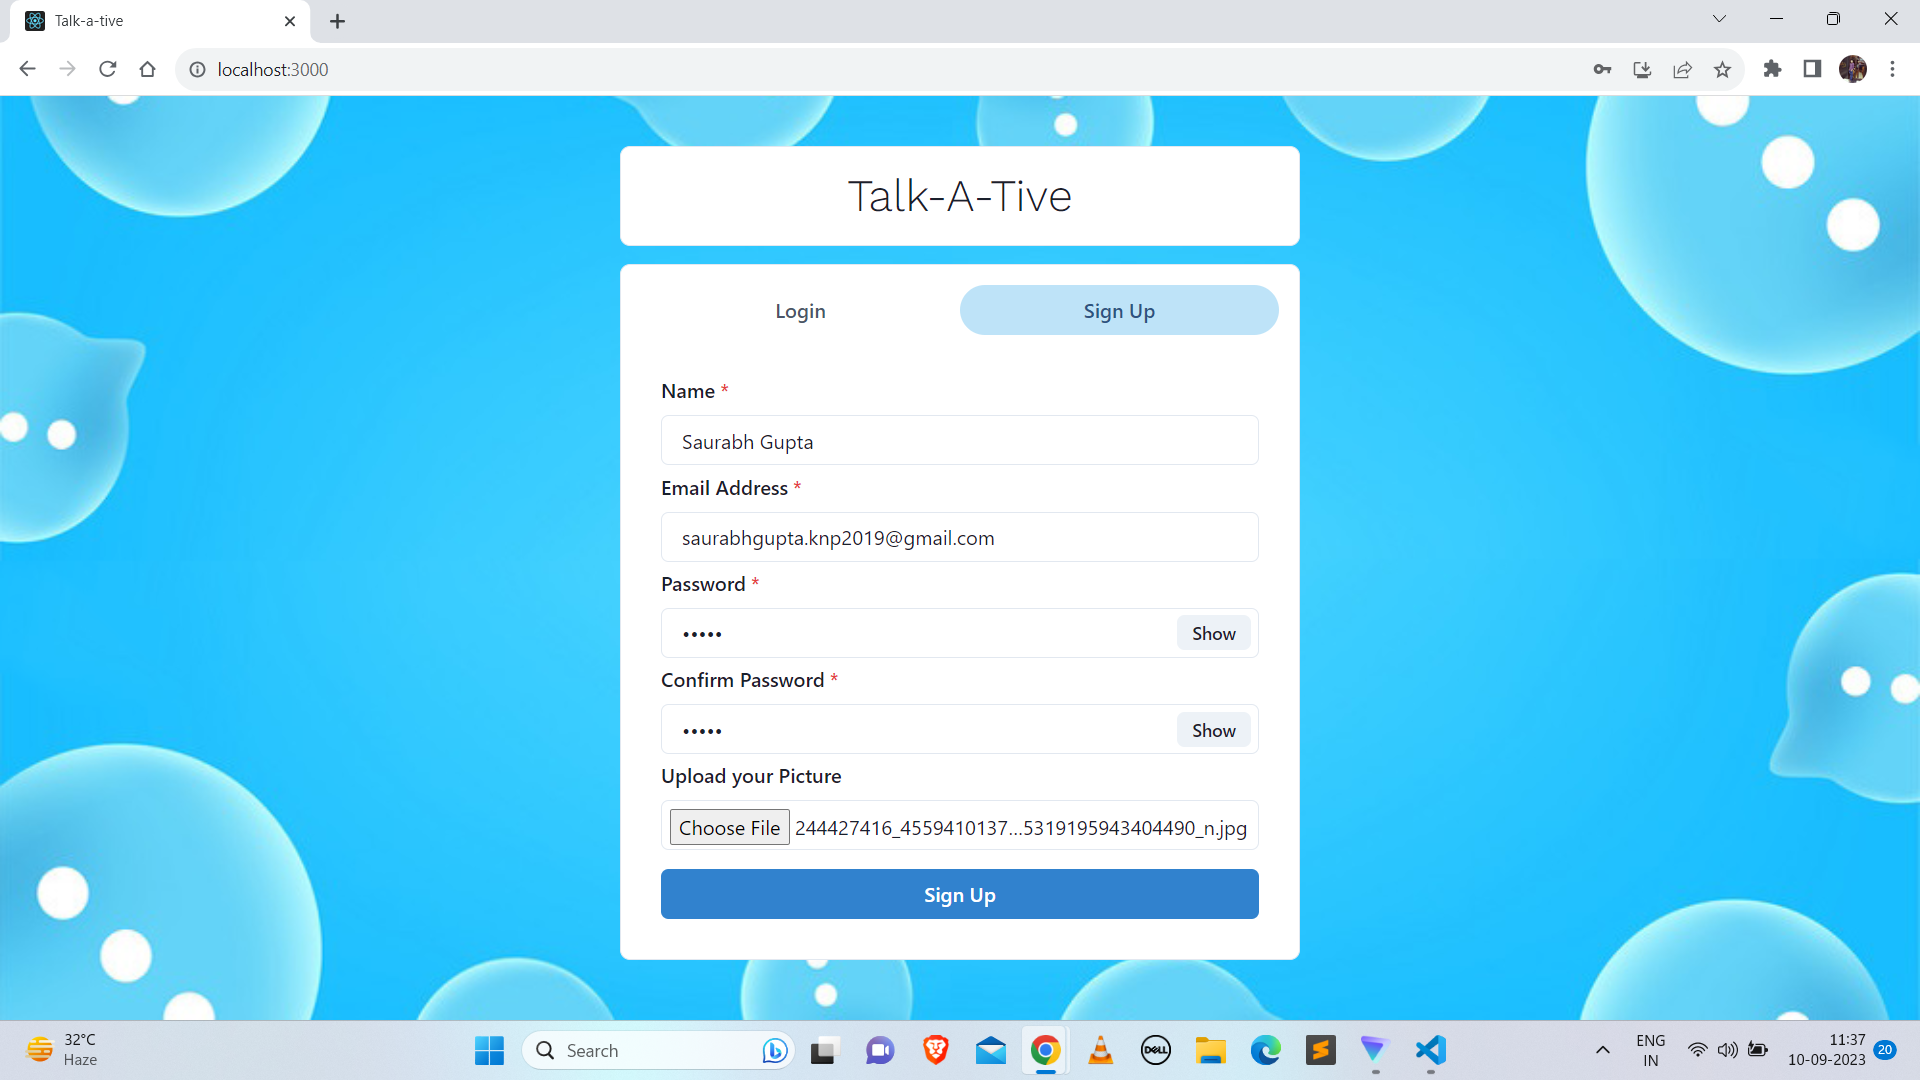 Talk-a-tive
localhost:3000
Talk-A-Tive
Login
Sign Up
Name *
Saurabh Gupta
Email Address *
saurabhgupta.knp2019@gmail.com
Password *
•••••
Show
Confirm Password *
•••••
Show
Upload your Picture
Choose File 244427416_4559410137...5319195943404490_n.jpg
Sign Up
32°C
Haze
Search
DELL
ENG
IN
11:37
10-09-2023
20